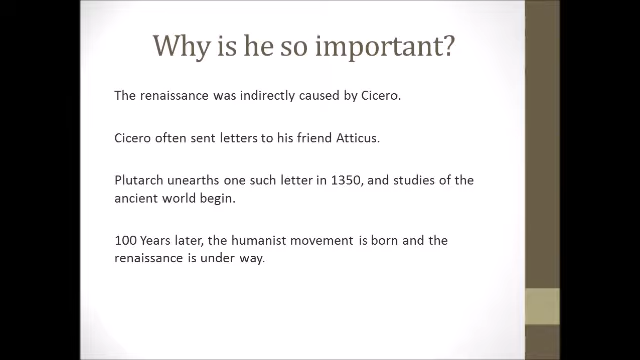 Why is he so important?
The renaissance was indirectly caused by Cicero.
Cicero often sent letters to his friend Atticus.
Plutarch unearths one such letter in 1350, and studies of the
ancient world begin.
100 Years later, the humanist movement is born and the
renaissance is under way.